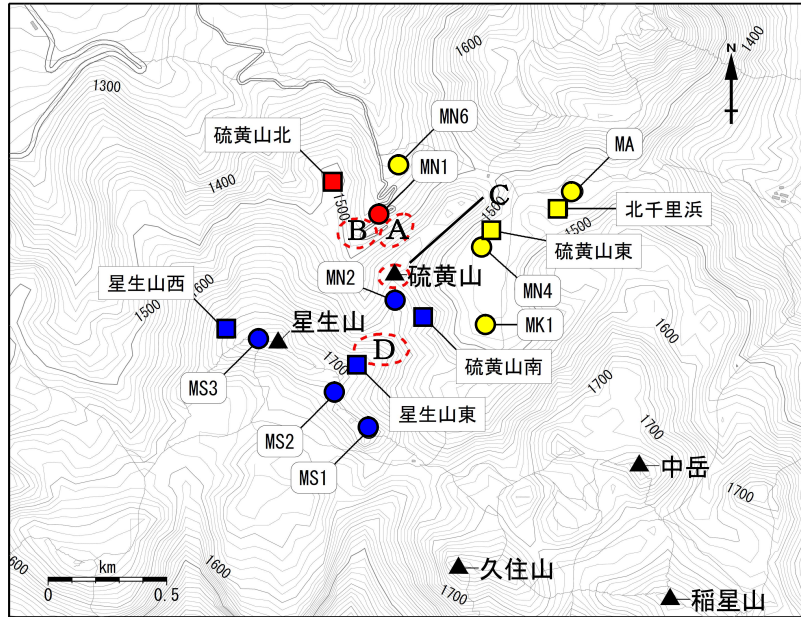 1600
1400
N
1300
MN6
硫黄山北
MN1
MA
1400
1500
C
1500
北千里浜
B
A
1500
硫黄山東
硫黄山
MN2
MN4
星生山西
1600
1500
星生山
MK1
1600
D
硫黄山南
1700
MS3
1700
星生山東
MS2
1700
MS1
中岳
1700
1600
km
1600
久住山
0
0.5
1700
稲星山